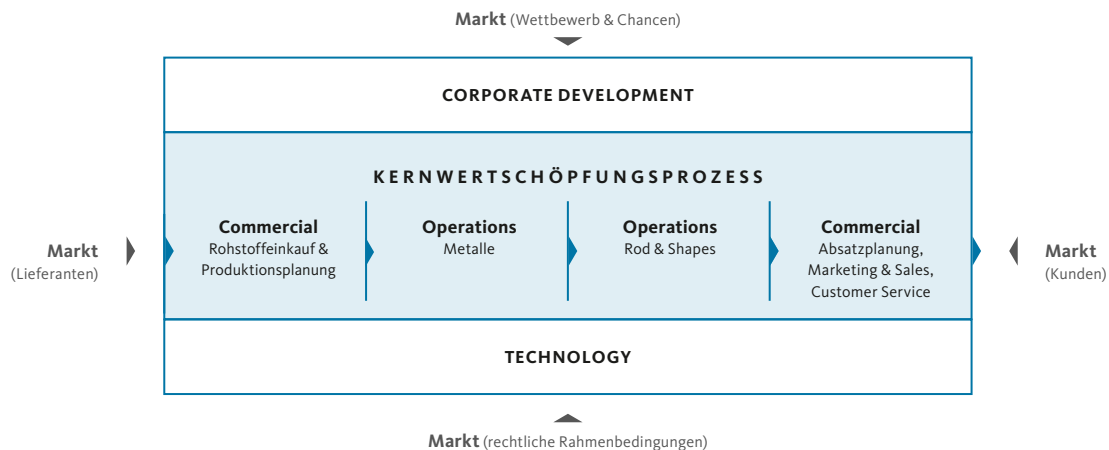 Markt (Wettbewerb & Chancen)
CORPORATE DEVELOPMENT
KERNWERTSCHÖPFUNGSPROZESS
Markt
(Lieferanten)
Commercial
Rohstoffeinkauf &
Produktionsplanung
Operations
Metalle
Operations
Rod & Shapes
Commercial
Absatzplanung,
Marketing & Sales,
Customer Service
Markt
(Kunden)
TECHNOLOGY
Markt (rechtliche Rahmenbedingungen)